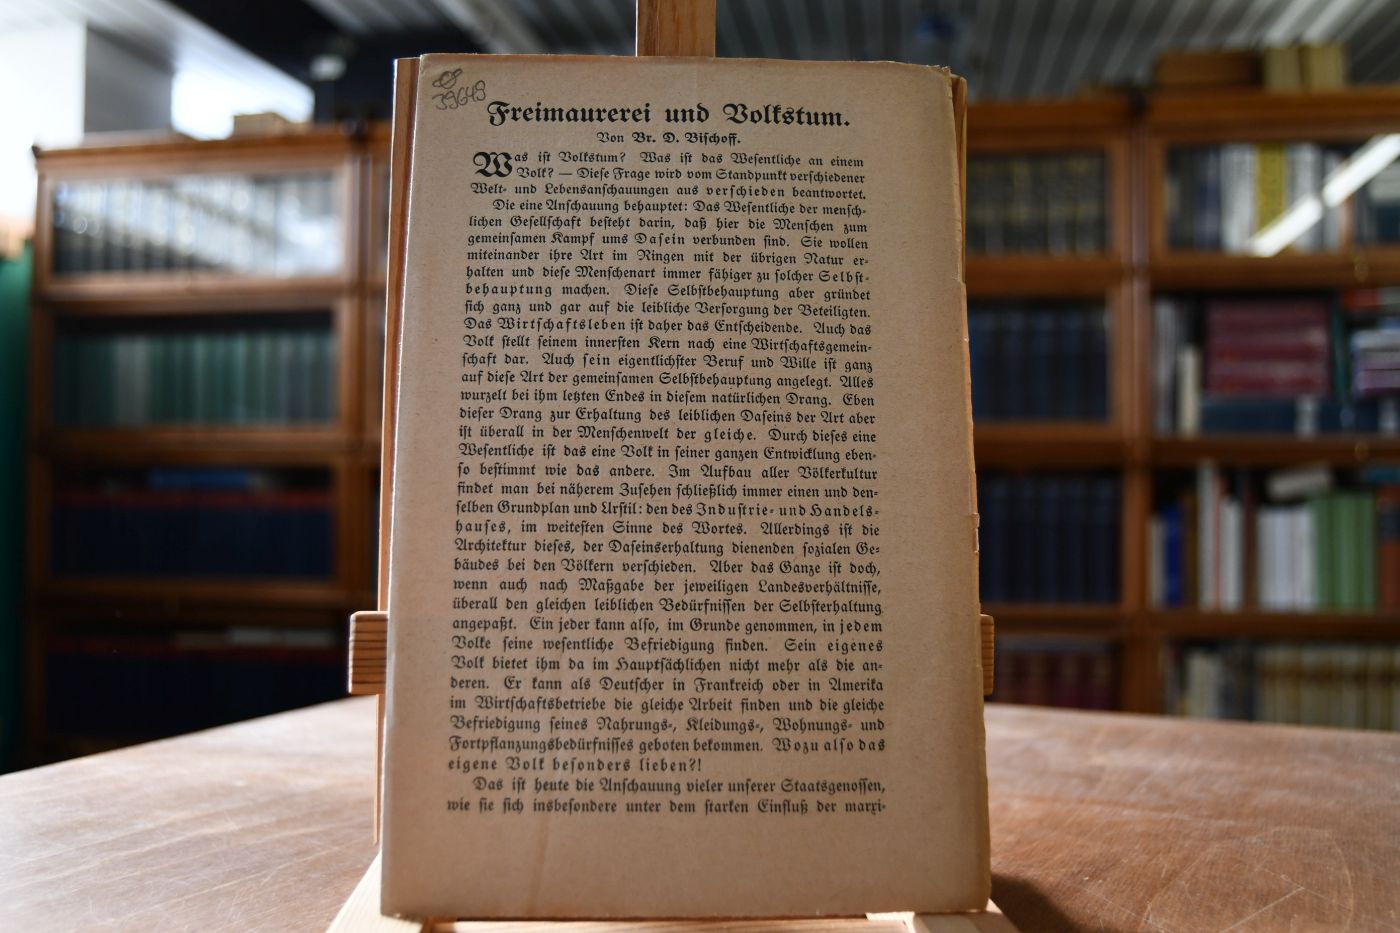 39649
Freimaurerei und Volkstum.
Von Br. D. Bischoff.
Was ist Volkstum? Was ist das Wesentliche an einem
Volk? — Diese Frage wird vom Standpunkt verschiedener
Welt- und Lebensanschauungen aus verschieden beantwortet.
Die eine Anschauung behauptet: Das Wesentliche der mensch-
lichen Gesellschaft besteht darin, daß hier die Menschen zum
gemeinsamen Kampf ums Dasein verbunden sind. Sie wollen
miteinander ihre Art im Ringen mit der übrigen Natur er-
halten und diese Menschenart immer fähiger zu solcher Selbst-
behauptung machen. Diese Selbstbehauptung aber gründet
sich ganz und gar auf die leibliche Versorgung der Beteiligten.
Das Wirtschaftsleben ist daher das Entscheidende. Auch das
Volk stellt seinem innersten Kern nach eine Wirtschaftsgemein-
schaft dar. Auch sein eigentlichster Beruf und Wille ist ganz
auf diese Art der gemeinsamen Selbstbehauptung angelegt. Alles
wurzelt bei ihm letzten Endes in diesem natürlichen Drang. Eben
dieser Drang zur Erhaltung des leiblichen Daseins der Art aber
ist überall in der Menschenwelt der gleiche. Durch dieses eine
Wesentliche ist das eine Volk in seiner ganzen Entwicklung eben-
so bestimmt wie das andere. Im Aufbau aller Völkerkultur
findet man bei näherem Zusehen schließlich immer einen und den-
selben Grundplan und Urstil: den des Industrie- und Handels-
hauses, im weitesten Sinne des Wortes. Allerdings ist die
Architektur dieses, der Daseinserhaltung dienenden sozialen Ge-
bäudes bei den Völkern verschieden. Aber das Ganze ist doch,
wenn auch nach Maßgabe der jeweiligen Landesverhältnisse,
überall den gleichen leiblichen Bedürfnissen der Selbsterhaltung
angepaßt. Ein jeder kann also, im Grunde genommen, in jedem
Volke seine wesentliche Befriedigung finden. Sein eigenes
Volk bietet ihm da im Hauptsächlichen nicht mehr als die an-
deren. Er kann als Deutscher in Frankreich oder in Amerika
im Wirtschaftsbetriebe die gleiche Arbeit finden und die gleiche
Befriedigung seines Nahrungs-, Kleidungs-, Wohnungs- und
Fortpflanzungsbedürfnisses geboten bekommen. Wozu also das
eigene Volk besonders lieben?!
Das ist heute die Anschauung vieler unserer Staatsgenossen,
wie sie sich insbesondere unter dem starken Einfluß der marxi-